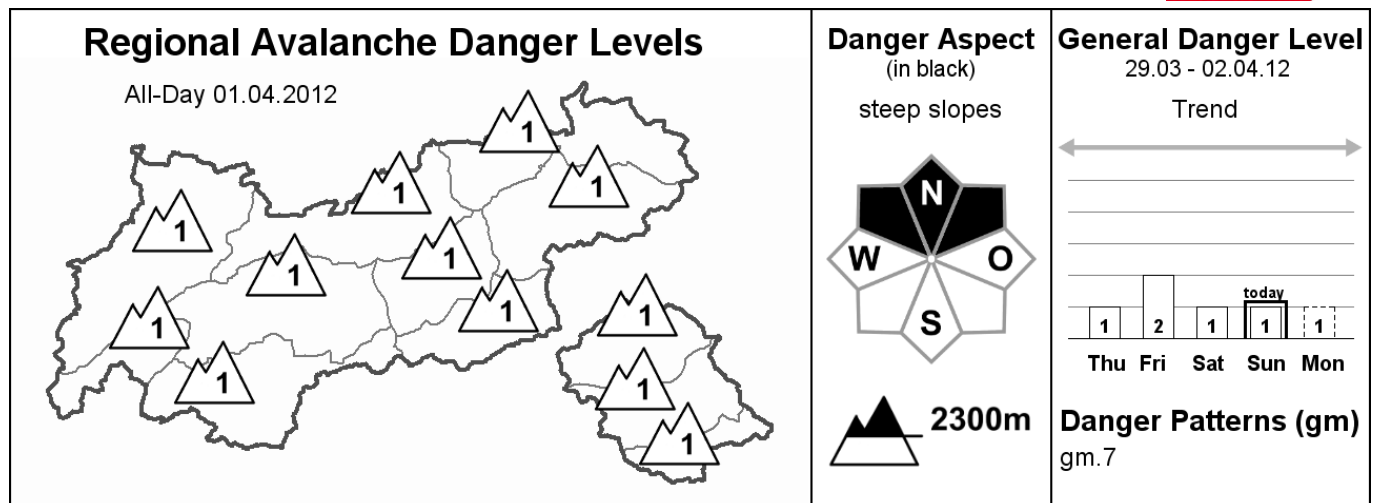 Regional Avalanche Danger Levels
All-Day 01.04.2012
1
1
1
1
1
1
1
1
1
1
1
1
Danger Aspect
(in black)
steep slopes
N
W O
S
2300m
General Danger Level
29.03 - 02.04.12
Trend
today
1 2 1 1 1
Thu Fri Sat Sun Mon
Danger Patterns (gm)
gm.7